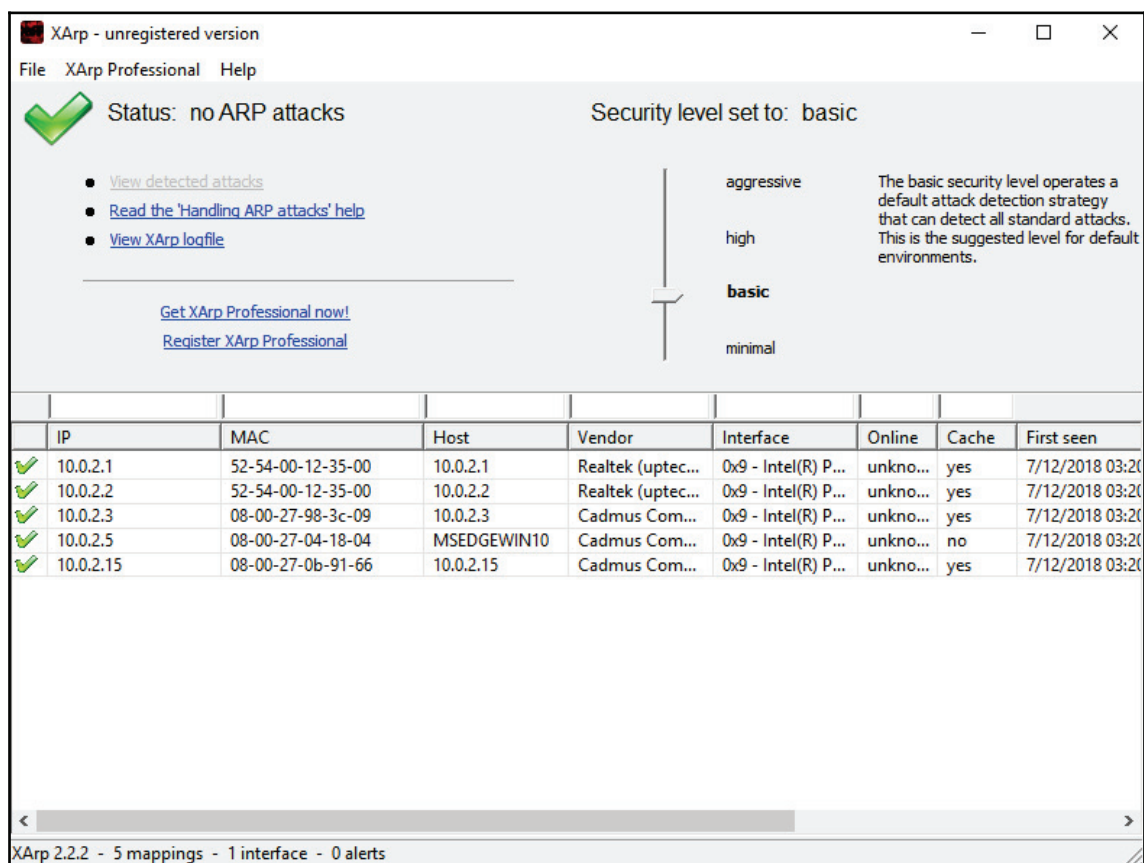 XArp - unregistered version
File XArp Professional Help
Status: no ARP attacks
Security level set to: basic
View detected attacks
Read the 'Handling ARP attacks' help
View XArp logfile
Get XArp Professional now!
Register XArp Professional
aggressive
high
basic
minimal
The basic security level operates a
default attack detection strategy
that can detect all standard attacks.
This is the suggested level for default
environments.
IP MAC Host Vendor Interface Online Cache First seen
10.0.2.1 52-54-00-12-35-00 10.0.2.1 Realtek (uptec... 0x9 - Intel(R) P... unkno... yes 7/12/2018 03:20
10.0.2.2 52-54-00-12-35-00 10.0.2.2 Realtek (uptec... 0x9 - Intel(R) P... unkno... yes 7/12/2018 03:20
10.0.2.3 08-00-27-98-3c-09 10.0.2.3 Cadmus Com... 0x9 - Intel(R) P... unkno... yes 7/12/2018 03:20
10.0.2.5 08-00-27-04-18-04 MSEDGEWIN10 Cadmus Com... 0x9 - Intel(R) P... unkno... no 7/12/2018 03:20
10.0.2.15 08-00-27-0b-91-66 10.0.2.15 Cadmus Com... 0x9 - Intel(R) P... unkno... yes 7/12/2018 03:20
XArp 2.2.2 - 5 mappings - 1 interface - 0 alerts